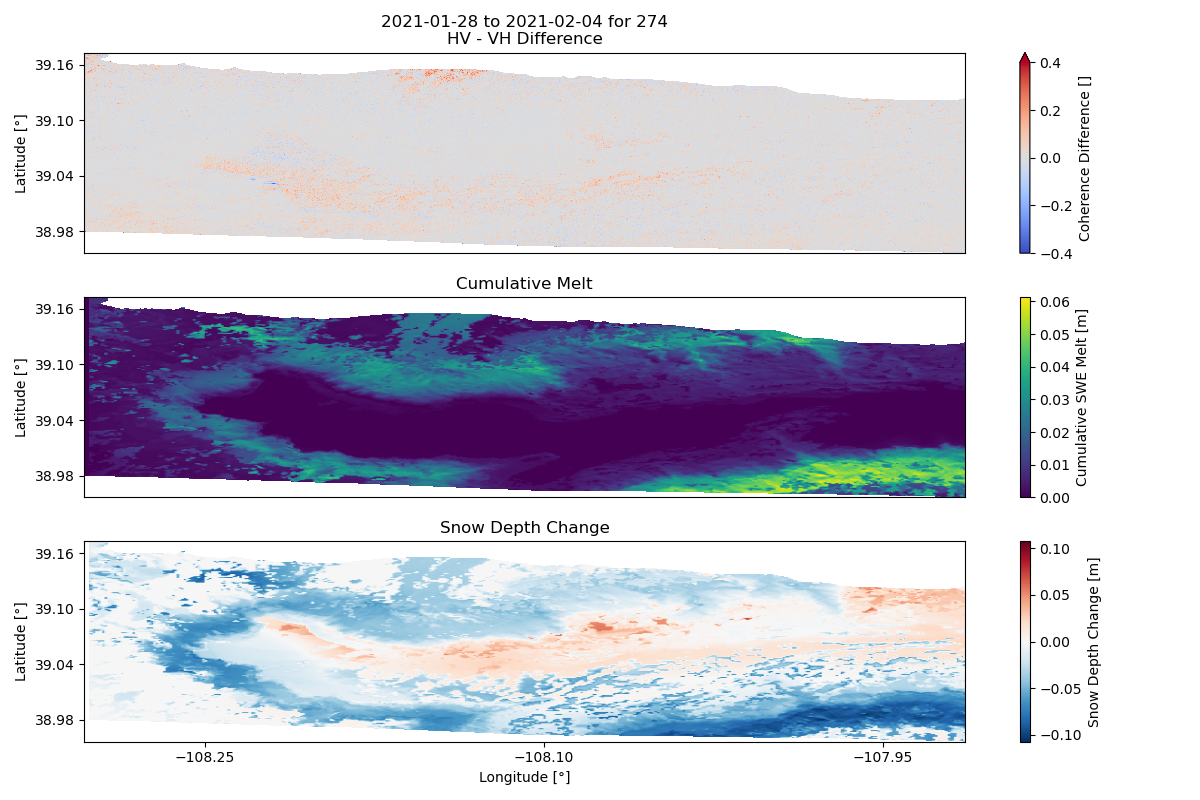 2021-01-28 to 2021-02-04 for 274
HV - VH Difference
39.16
39.10
39.04
38.98
Latitude [°]
0.4
0.2
0.0
−0.2
−0.4
Coherence Difference []
Cumulative Melt
39.16
39.10
39.04
38.98
Latitude [°]
0.06
0.05
0.04
0.03
0.02
0.01
0.00
Cumulative SWE Melt [m]
Snow Depth Change
39.16
39.10
39.04
38.98
Latitude [°]
0.10
0.05
0.00
−0.05
−0.10
Snow Depth Change [m]
−108.25
−108.10
−107.95
Longitude [°]